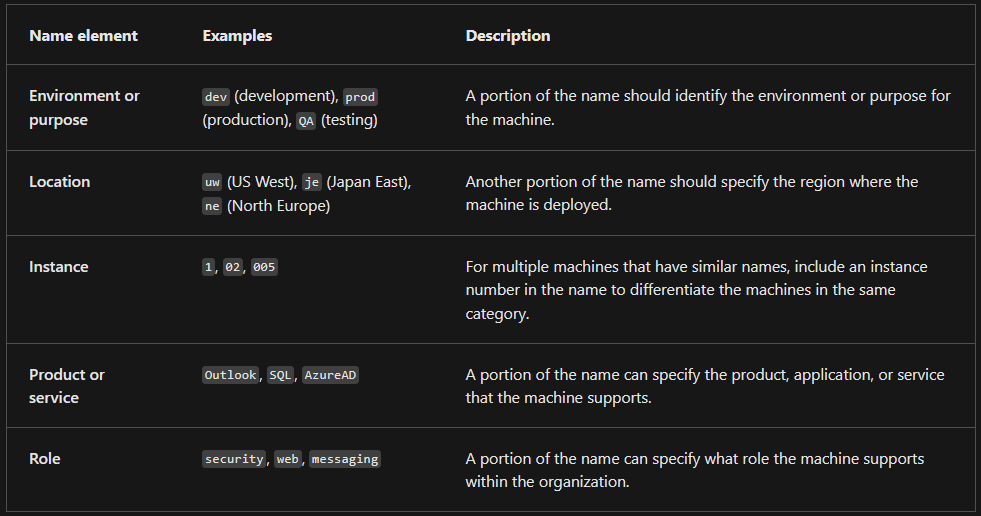 Name element Examples Description
Environment or purpose dev (development), prod (production), QA (testing) A portion of the name should identify the environment or purpose for the machine.
Location uw (US West), je (Japan East), ne (North Europe) Another portion of the name should specify the region where the machine is deployed.
Instance 1, 02, 005 For multiple machines that have similar names, include an instance number in the name to differentiate the machines in the same category.
Product or service Outlook, SQL, AzureAD A portion of the name can specify the product, application, or service that the machine supports.
Role security, web, messaging A portion of the name can specify what role the machine supports within the organization.